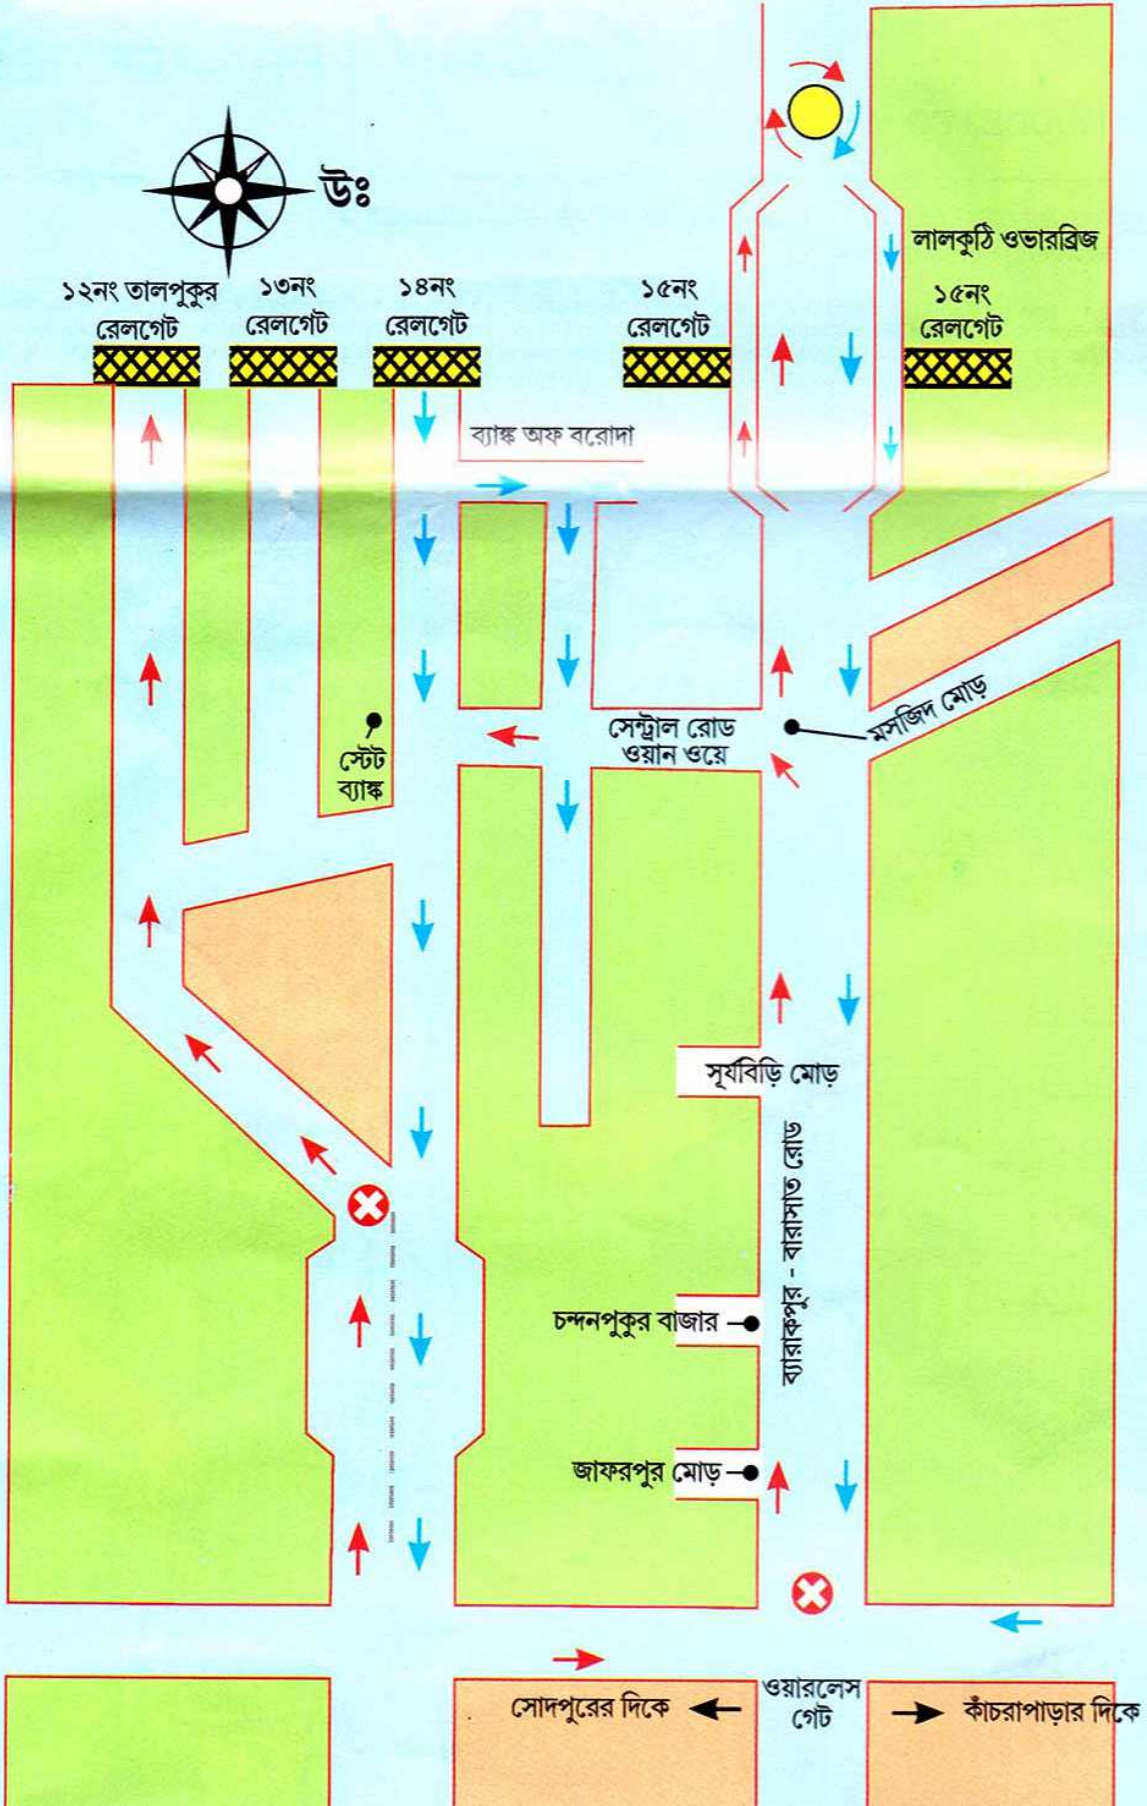 উঃ
লালকুঠি ওভারব্রিজ
১২নং তালপুকুর
রেলগেট
১৩নং
রেলগেট
১৪নং
রেলগেট
১৫নং
রেলগেট
১৫নং
রেলগেট
ব্যাঙ্ক অফ বরোদা
স্টেট
ব্যাঙ্ক
সেন্ট্রাল রোড
ওয়ান ওয়ে
মসজিদ মোড়
সূর্যবিড়ি মোড়
ব্যারাকপুর - বারাসাত রোড
চন্দনপুকুর বাজার
জাফরপুর মোড়
সোদপুরের দিকে
ওয়ারলেস
গেট
কাঁচরাপাড়ার দিকে